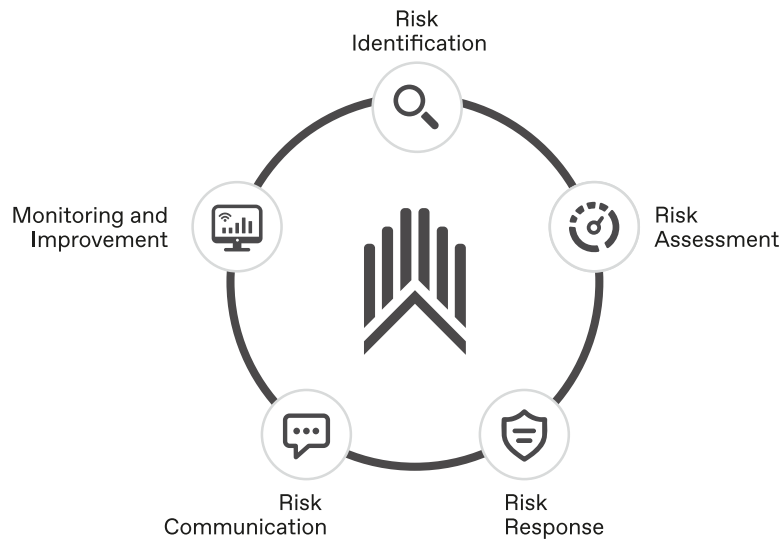 Risk
Identification
Risk
Assessment
Risk
Response
Risk
Communication
Monitoring and
Improvement